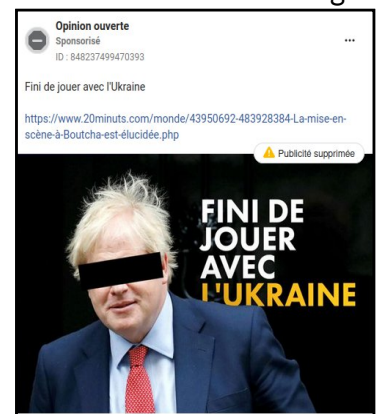 Opinion ouverte
Sponsorisé
ID : 848237499470393
Fini de jouer avec l'Ukraine
https://www.20minuts.com/monde/43950692-483928384-La-mise-en-
scène-à-Boutcha-est-élucidée.php
Publicité supprimée
FINI DE
JOUER
AVEC
L'UKRAINE